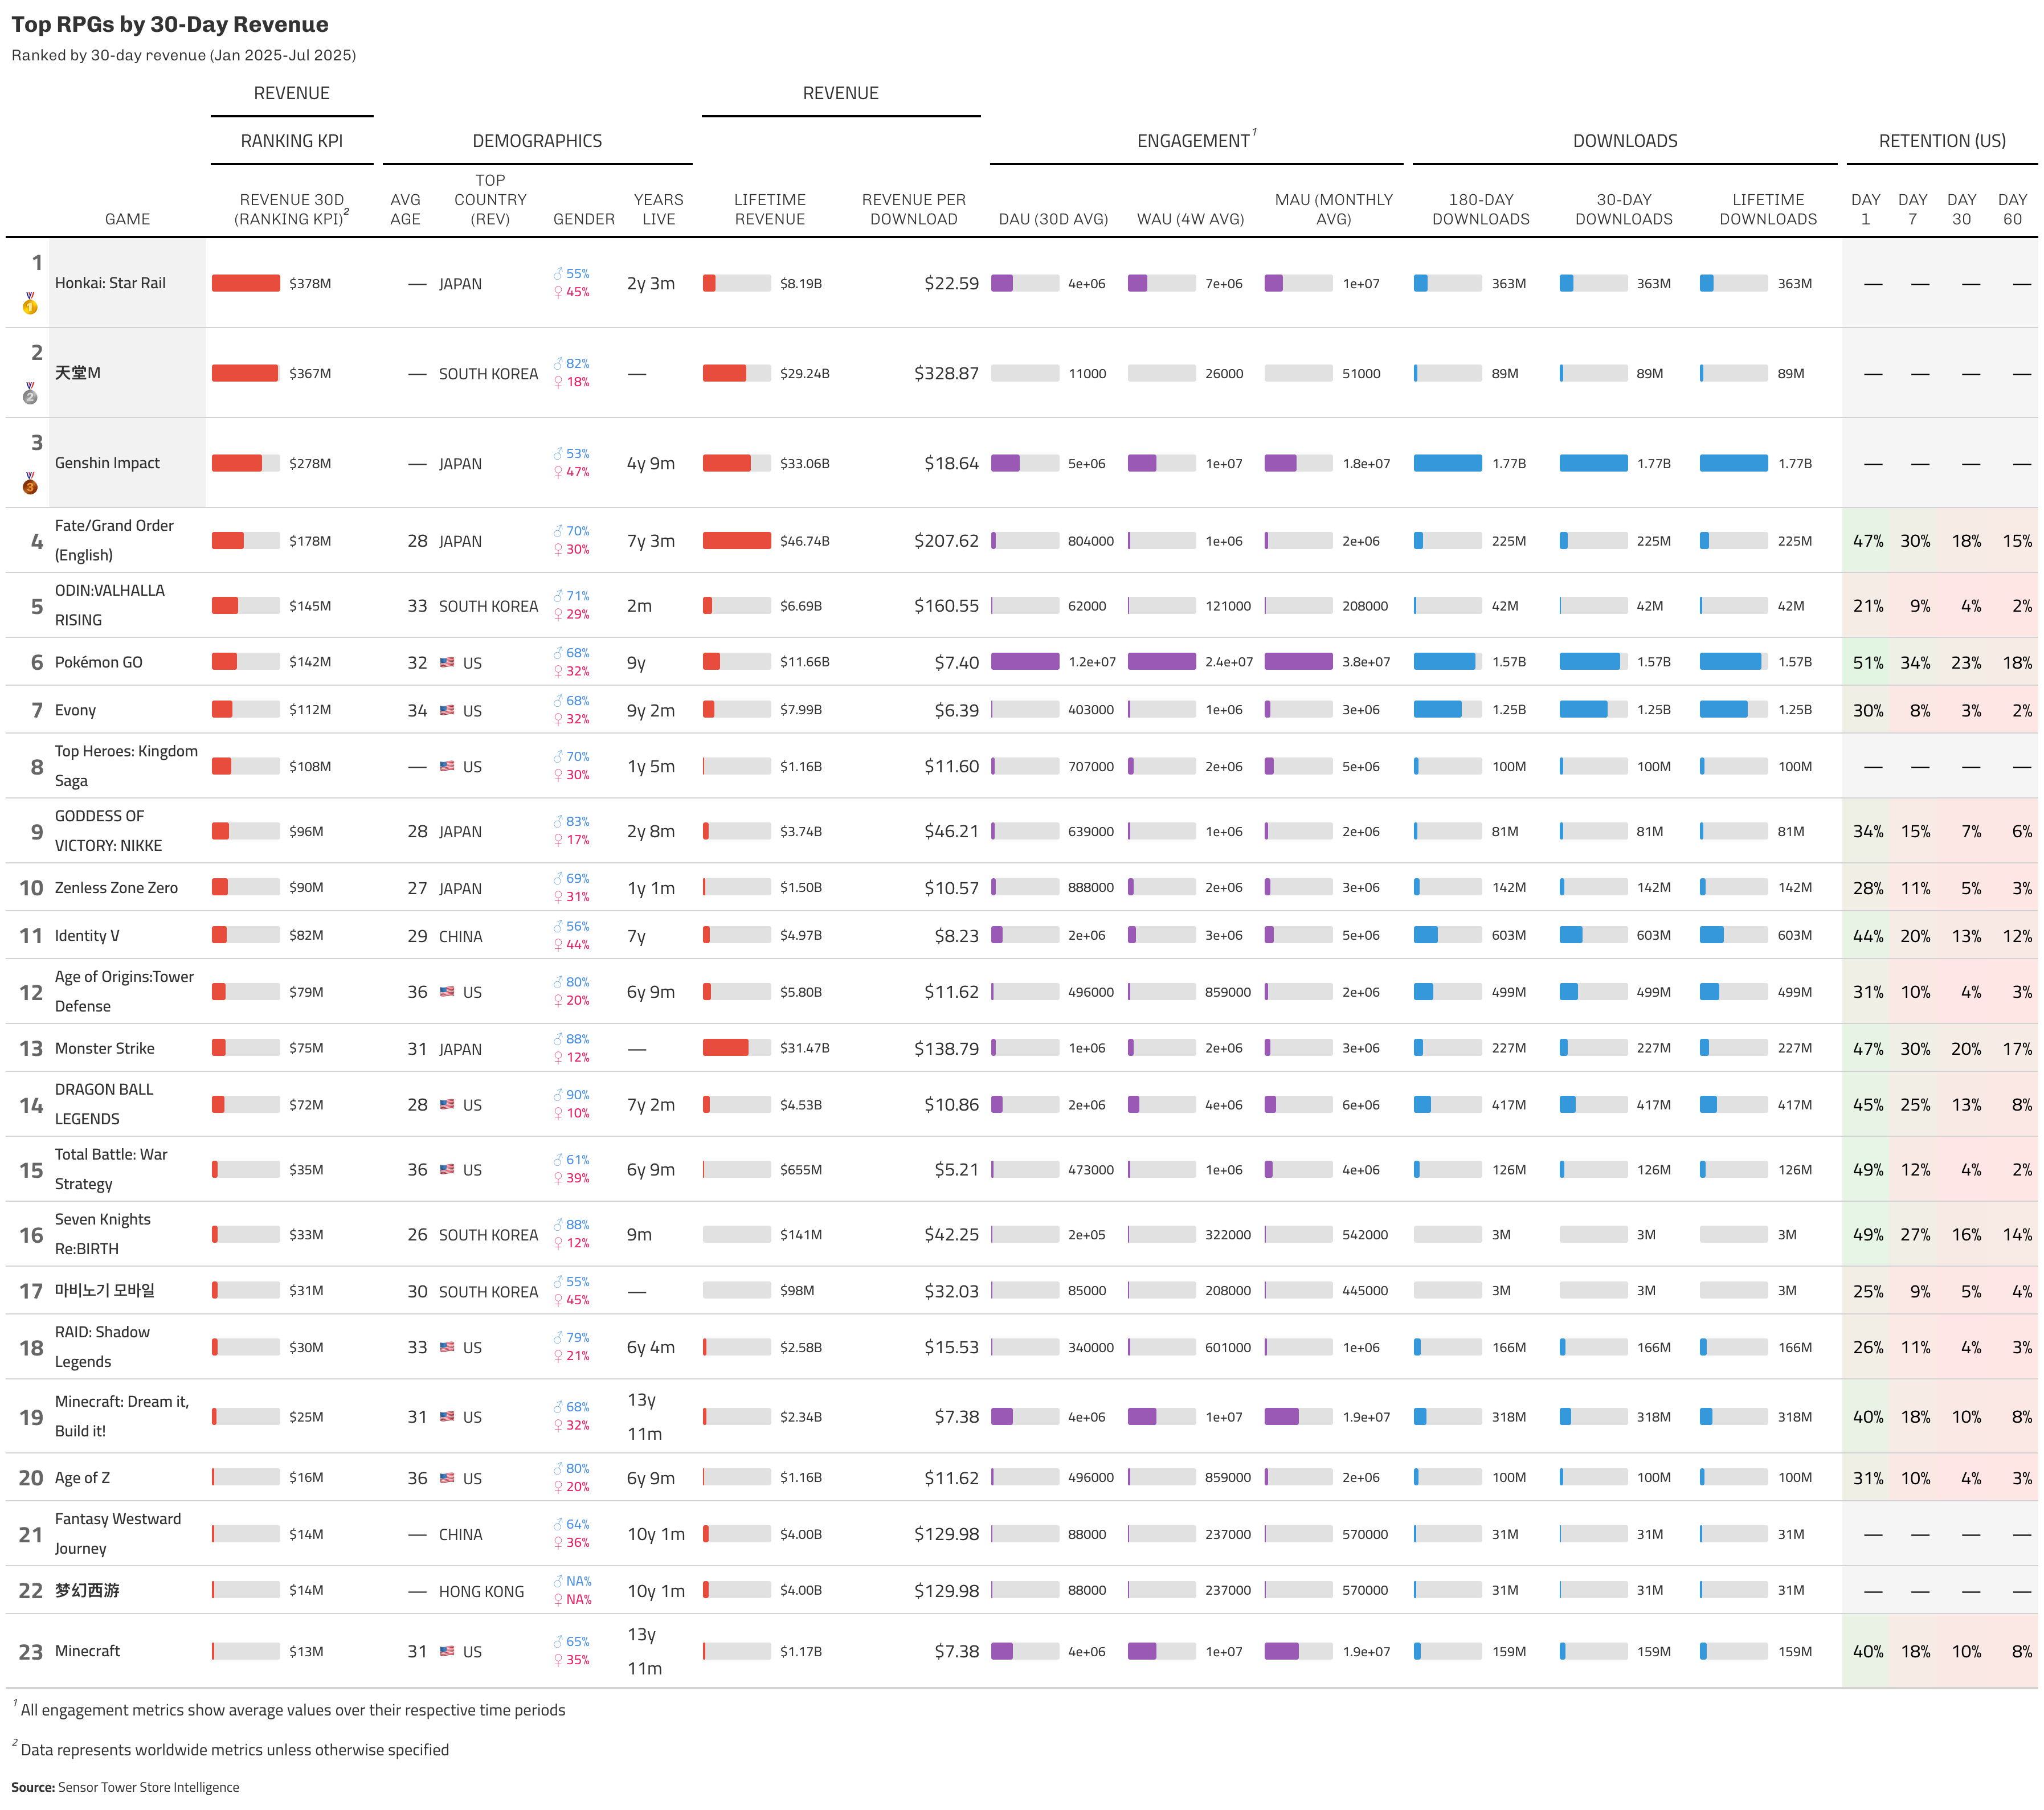 Top RPGs by 30-Day Revenue
Ranked by 30-day revenue (Jan 2025-Jul 2025)
REVENUE REVENUE
RANKING KPI DEMOGRAPHICS ENGAGEMENT 1 DOWNLOADS RETENTION (US)
GAME REVENUE 30D (RANKING KPI) 2 AVG AGE TOP COUNTRY (REV) GENDER YEARS LIVE LIFETIME REVENUE REVENUE PER DOWNLOAD DAU (30D AVG) WAU (4W AVG) MAU (MONTHLY AVG) 180-DAY DOWNLOADS 30-DAY DOWNLOADS LIFETIME DOWNLOADS DAY 1 DAY 7 DAY 30 DAY 60
1 🥇 Honkai: Star Rail $378M — JAPAN ♂ 55% ♀ 45% 2y 3m $8.19B $22.59 4e+06 7e+06 1e+07 363M 363M 363M — — — —
2 🥈 天堂M $367M — SOUTH KOREA ♂ 82% ♀ 18% — $29.24B $328.87 11000 26000 51000 89M 89M 89M — — — —
3 🥉 Genshin Impact $278M — JAPAN ♂ 53% ♀ 47% 4y 9m $33.06B $18.64 5e+06 1e+07 1.8e+07 1.77B 1.77B 1.77B — — — —
4 Fate/Grand Order (English) $178M 28 JAPAN ♂ 70% ♀ 30% 7y 3m $46.74B $207.62 804000 1e+06 2e+06 225M 225M 225M 47% 30% 18% 15%
5 ODIN:VALHALLA RISING $145M 33 SOUTH KOREA ♂ 71% ♀ 29% 2m $6.69B $160.55 62000 121000 208000 42M 42M 42M 21% 9% 4% 2%
6 Pokémon GO $142M 32 🇺🇸 US ♂ 68% ♀ 32% 9y $11.66B $7.40 1.2e+07 2.4e+07 3.8e+07 1.57B 1.57B 1.57B 51% 34% 23% 18%
7 Evony $112M 34 🇺🇸 US ♂ 68% ♀ 32% 9y 2m $7.99B $6.39 403000 1e+06 3e+06 1.25B 1.25B 1.25B 30% 8% 3% 2%
8 Top Heroes: Kingdom Saga $108M — 🇺🇸 US ♂ 70% ♀ 30% 1y 5m $1.16B $11.60 707000 2e+06 5e+06 100M 100M 100M — — — —
9 GODDESS OF VICTORY: NIKKE $96M 28 JAPAN ♂ 83% ♀ 17% 2y 8m $3.74B $46.21 639000 1e+06 2e+06 81M 81M 81M 34% 15% 7% 6%
10 Zenless Zone Zero $90M 27 JAPAN ♂ 69% ♀ 31% 1y 1m $1.50B $10.57 888000 2e+06 3e+06 142M 142M 142M 28% 11% 5% 3%
11 Identity V $82M 29 CHINA ♂ 56% ♀ 44% 7y $4.97B $8.23 2e+06 3e+06 5e+06 603M 603M 603M 44% 20% 13% 12%
12 Age of Origins:Tower Defense $79M 36 🇺🇸 US ♂ 80% ♀ 20% 6y 9m $5.80B $11.62 496000 859000 2e+06 499M 499M 499M 31% 10% 4% 3%
13 Monster Strike $75M 31 JAPAN ♂ 88% ♀ 12% — $31.47B $138.79 1e+06 2e+06 3e+06 227M 227M 227M 47% 30% 20% 17%
14 DRAGON BALL LEGENDS $72M 28 🇺🇸 US ♂ 90% ♀ 10% 7y 2m $4.53B $10.86 2e+06 4e+06 6e+06 417M 417M 417M 45% 25% 13% 8%
15 Total Battle: War Strategy $35M 36 🇺🇸 US ♂ 61% ♀ 39% 6y 9m $655M $5.21 473000 1e+06 4e+06 126M 126M 126M 49% 12% 4% 2%
16 Seven Knights Re:BIRTH $33M 26 SOUTH KOREA ♂ 88% ♀ 12% 9m $141M $42.25 2e+05 322000 542000 3M 3M 3M 49% 27% 16% 14%
17 마비노기 모바일 $31M 30 SOUTH KOREA ♂ 55% ♀ 45% — $98M $32.03 85000 208000 445000 3M 3M 3M 25% 9% 5% 4%
18 RAID: Shadow Legends $30M 33 🇺🇸 US ♂ 79% ♀ 21% 6y 4m $2.58B $15.53 340000 601000 1e+06 166M 166M 166M 26% 11% 4% 3%
19 Minecraft: Dream it, Build it! $25M 31 🇺🇸 US ♂ 68% ♀ 32% 13y 11m $2.34B $7.38 4e+06 1e+07 1.9e+07 318M 318M 318M 40% 18% 10% 8%
20 Age of Z $16M 36 🇺🇸 US ♂ 80% ♀ 20% 6y 9m $1.16B $11.62 496000 859000 2e+06 100M 100M 100M 31% 10% 4% 3%
21 Fantasy Westward Journey $14M — CHINA ♂ 64% ♀ 36% 10y 1m $4.00B $129.98 88000 237000 570000 31M 31M 31M — — — —
22 梦幻西游 $14M — HONG KONG ♂ NA% ♀ NA% 10y 1m $4.00B $129.98 88000 237000 570000 31M 31M 31M — — — —
23 Minecraft $13M 31 🇺🇸 US ♂ 65% ♀ 35% 13y 11m $1.17B $7.38 4e+06 1e+07 1.9e+07 159M 159M 159M 40% 18% 10% 8%
1 All engagement metrics show average values over their respective time periods
2 Data represents worldwide metrics unless otherwise specified
Source: Sensor Tower Store Intelligence